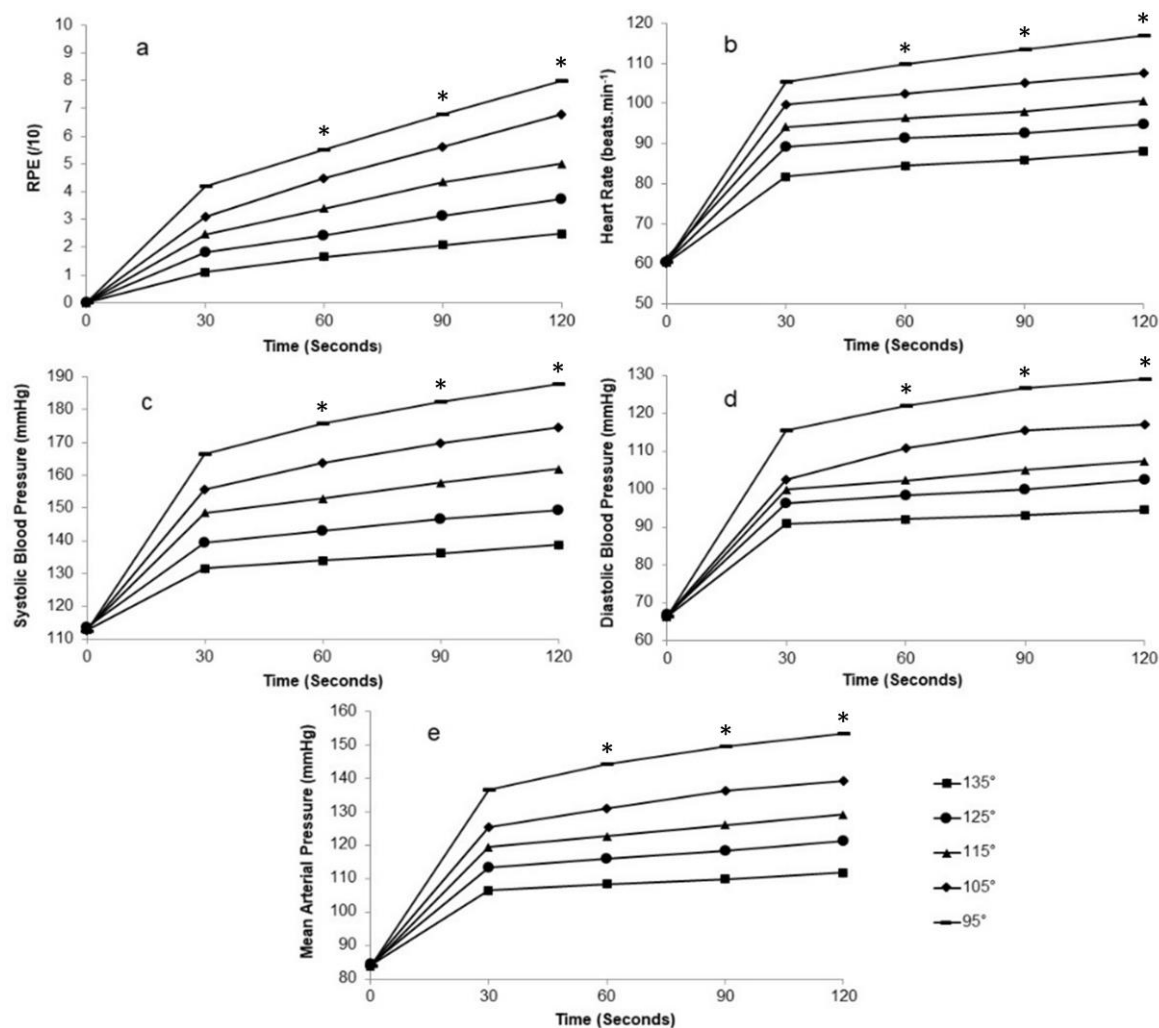 a
RPE (/10)
10
9
8
7
6
5
4
3
2
1
0
* * *
0 30 60 90 120
Time (Seconds)
b
Heart Rate (beats.min⁻¹)
120
110
100
90
80
70
60
50
* * *
0 30 60 90 120
Time (Seconds)
c
Systolic Blood Pressure (mmHg)
190
180
170
160
150
140
130
120
110
* * *
0 30 60 90 120
Time (Seconds)
d
Diastolic Blood Pressure (mmHg)
130
120
110
100
90
80
70
60
* * *
0 30 60 90 120
Time (Seconds)
e
Mean Arterial Pressure (mmHg)
160
150
140
130
120
110
100
90
80
* * *
0 30 60 90 120
Time (Seconds)
135°
125°
115°
105°
95°